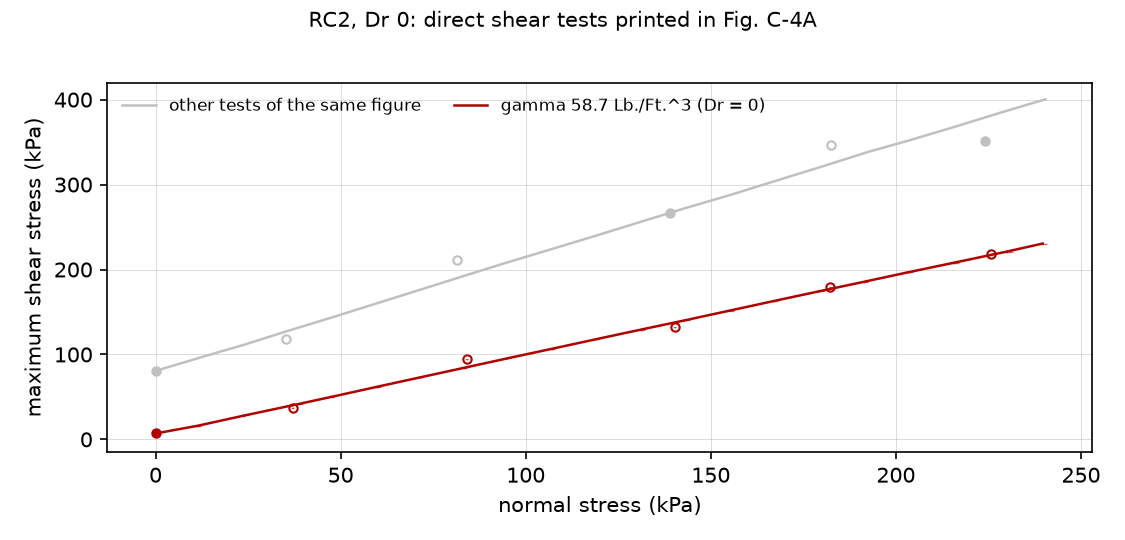 RC2, Dr 0: direct shear tests printed in Fig. C-4A
other tests of the same figure
gamma 58.7 Lb./Ft.^3 (Dr = 0)
maximum shear stress (kPa)
400
300
200
100
0
0 50 100 150 200 250
normal stress (kPa)